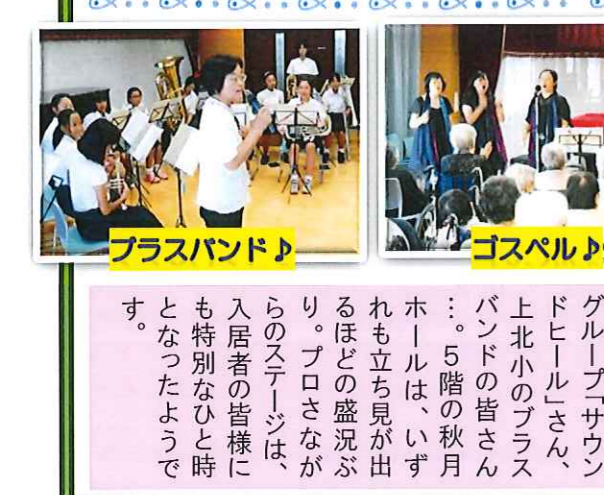 ブラスバンド♪
ゴスペル♪
グループ「サウン
ドヒール」さん、
上北小のブラス
バンドの皆さん
…。5階の秋月
ホールは、いず
れも立ち見が出
るほどの盛況ぶ
り。プロさなが
らのステージは、
入居者の皆様に
も特別なひと時
となったようで
す。